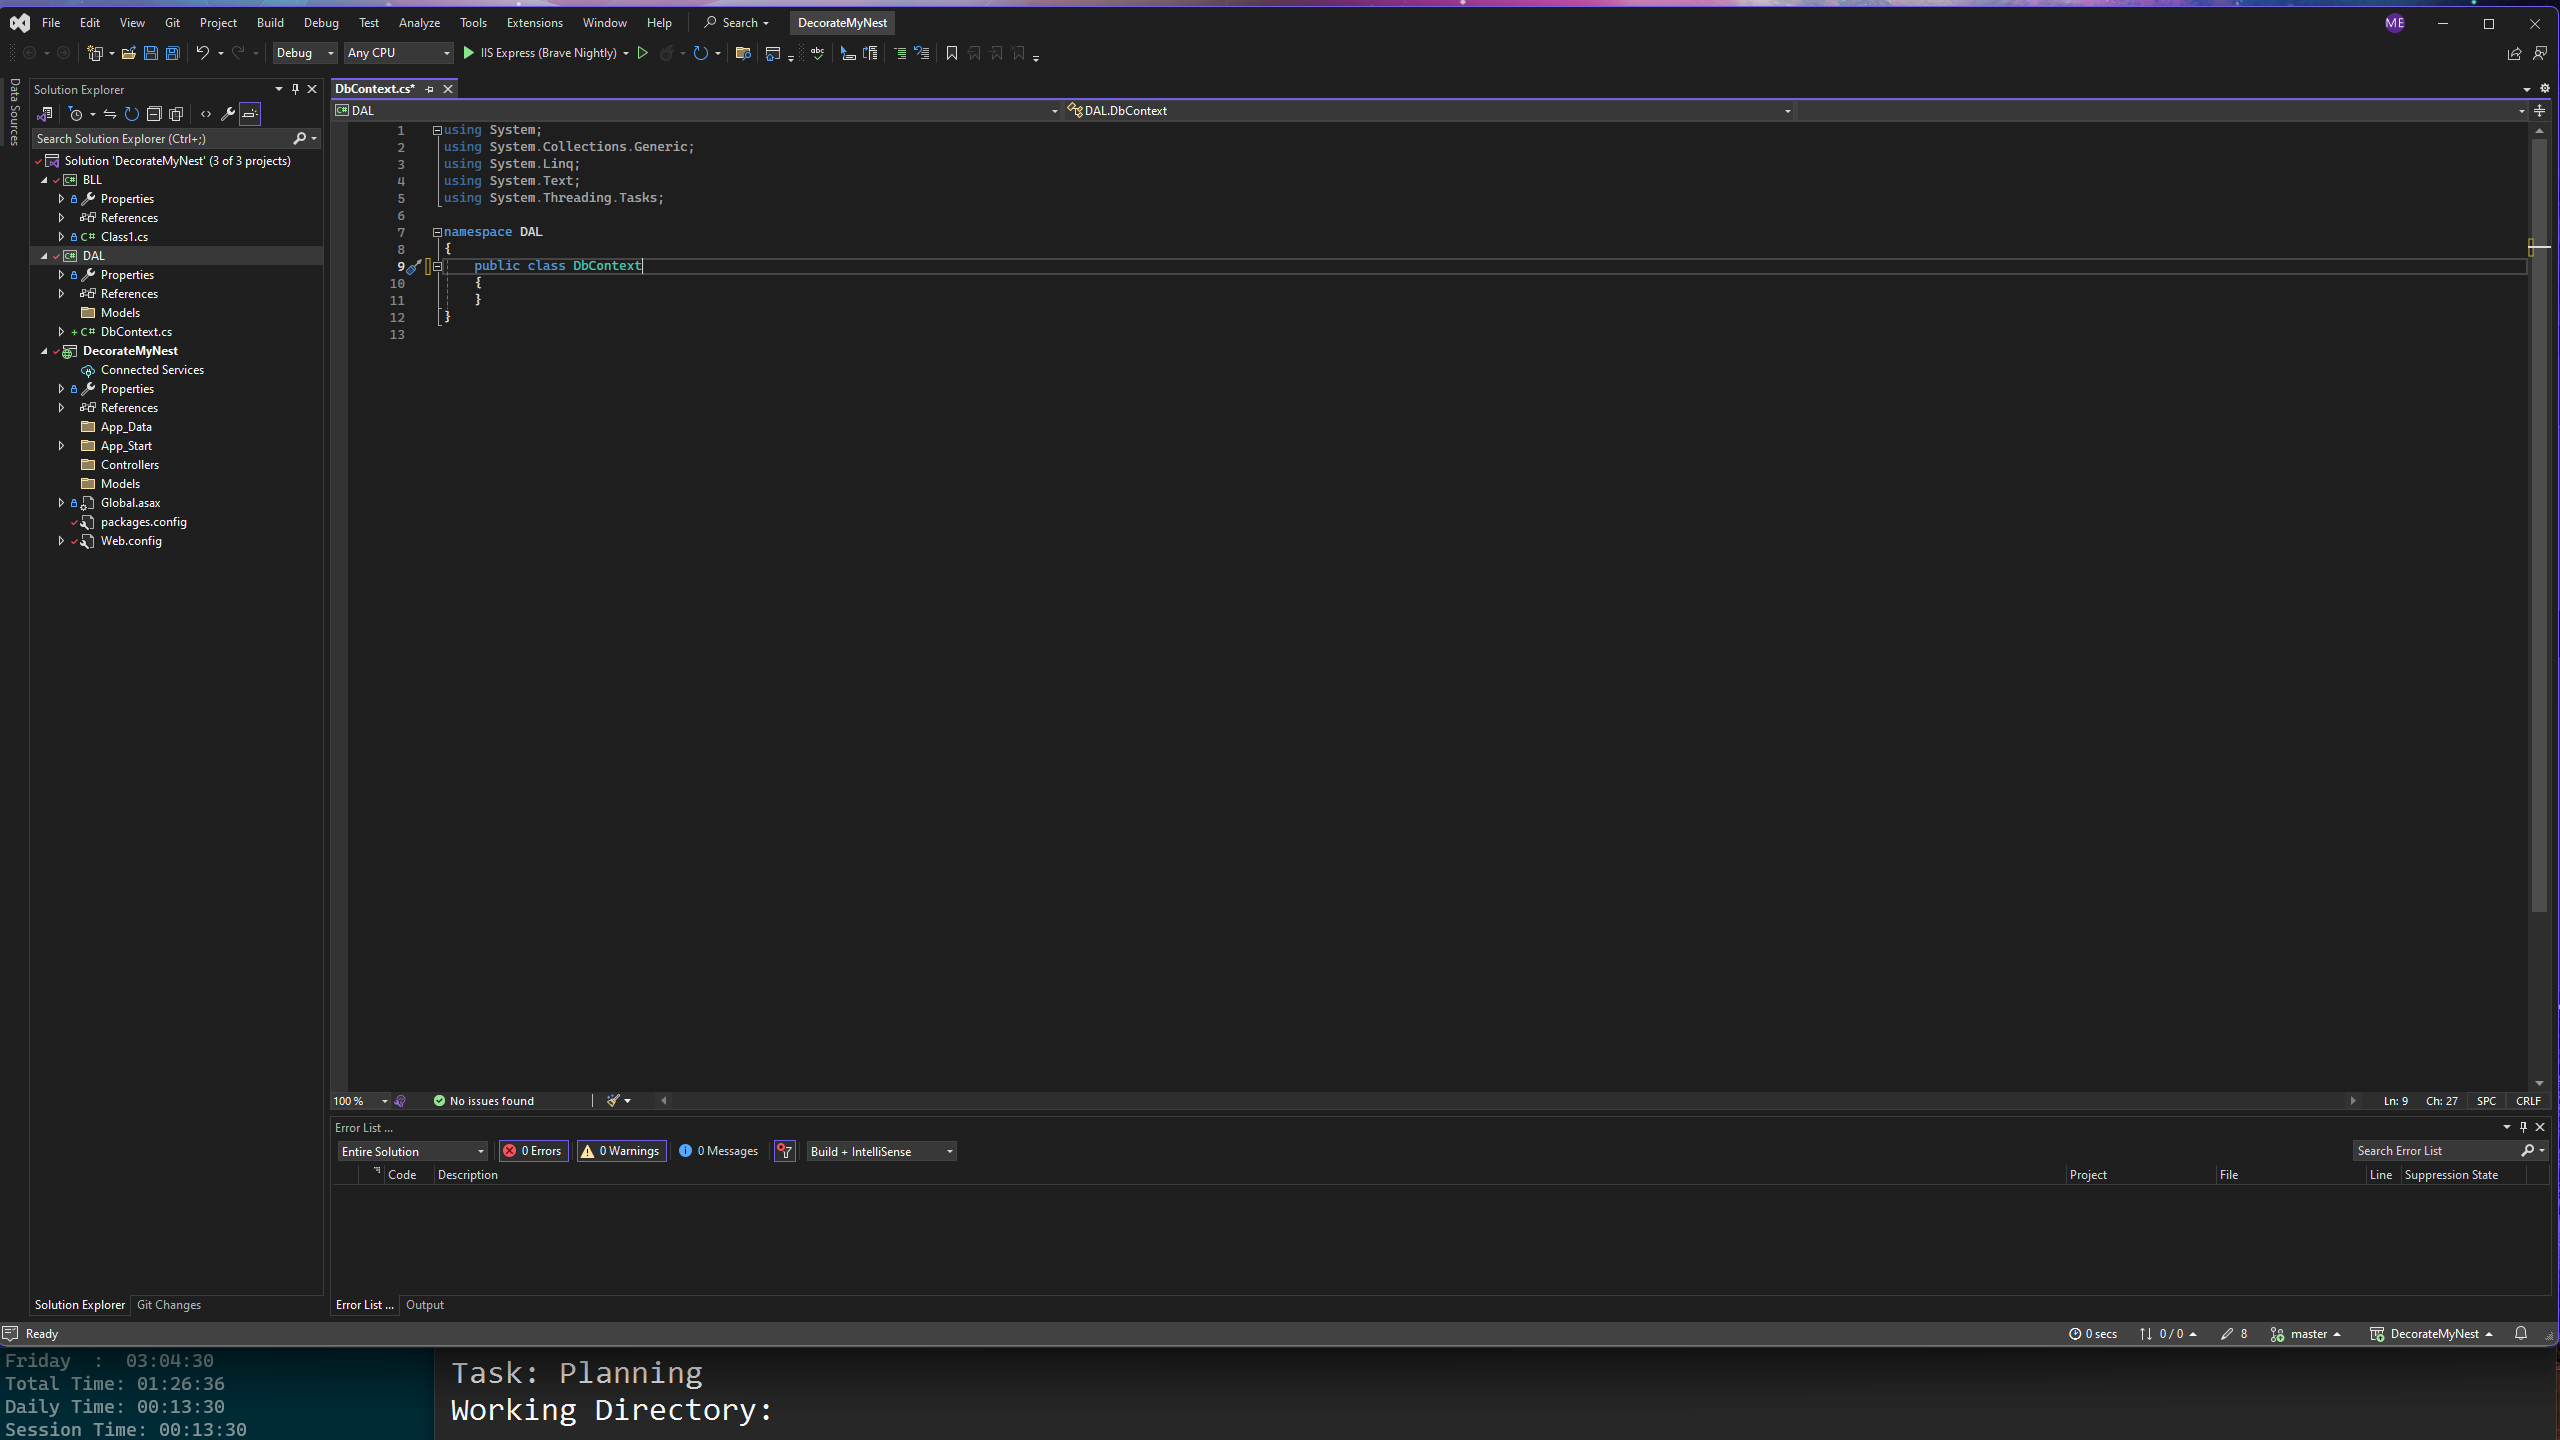 File Edit View Git Project Build Debug Test Analyze Tools Extensions Window Help Search DecorateMyNest ME
Debug Any CPU IIS Express (Brave Nightly) abc
Data Sources
Solution Explorer
Search Solution Explorer (Ctrl+;)
Solution 'DecorateMyNest' (3 of 3 projects)
C# BLL
Properties
References
C# Class1.cs
C# DAL
Properties
References
Models
+ C# DbContext.cs
DecorateMyNest
Connected Services
Properties
References
App_Data
App_Start
Controllers
Models
Global.asax
packages.config
Web.config
Solution Explorer Git Changes
DbContext.cs*
C# DAL DAL.DbContext
1 using System;
2 using System.Collections.Generic;
3 using System.Linq;
4 using System.Text;
5 using System.Threading.Tasks;
6
7 namespace DAL
8 {
9 public class DbContext
10 {
11 }
12 }
13
100 % No issues found Ln: 9 Ch: 27 SPC CRLF
Error List ...
Entire Solution 0 Errors 0 Warnings 0 Messages Build + IntelliSense Search Error List
Code Description Project File Line Suppression State
Error List ... Output
Ready 0 secs 0 / 0 8 master DecorateMyNest
Friday : 03:04:30
Total Time: 01:26:36
Daily Time: 00:13:30
Session Time: 00:13:30
Task: Planning
Working Directory: